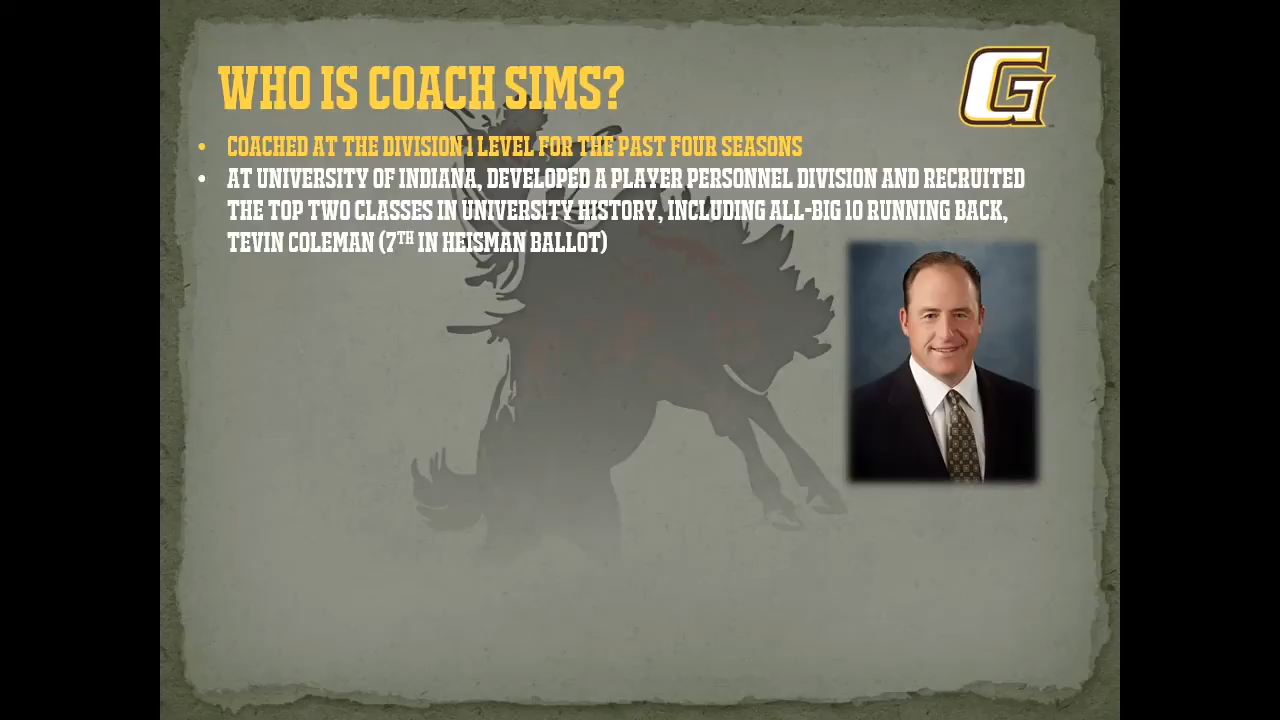 WHO IS COACH SIMS?
G
• COACHED AT THE DIVISION 1 LEVEL FOR THE PAST FOUR SEASONS
• AT UNIVERSITY OF INDIANA, DEVELOPED A PLAYER PERSONNEL DIVISION AND RECRUITED
THE TOP TWO CLASSES IN UNIVERSITY HISTORY, INCLUDING ALL-BIG 10 RUNNING BACK,
TEVIN COLEMAN (7TH IN HEISMAN BALLOT)